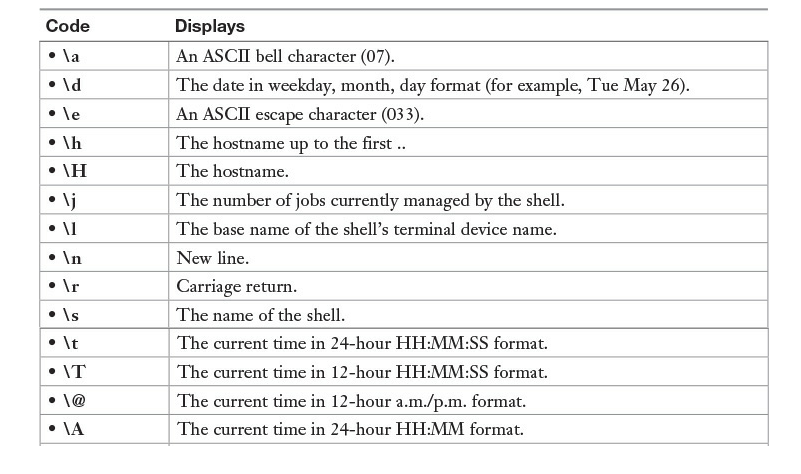 Code Displays
• \a An ASCII bell character (07).
• \d The date in weekday, month, day format (for example, Tue May 26).
• \e An ASCII escape character (033).
• \h The hostname up to the first ..
• \H The hostname.
• \j The number of jobs currently managed by the shell.
• \l The base name of the shell’s terminal device name.
• \n New line.
• \r Carriage return.
• \s The name of the shell.
• \t The current time in 24-hour HH:MM:SS format.
• \T The current time in 12-hour HH:MM:SS format.
• \@ The current time in 12-hour a.m./p.m. format.
• \A The current time in 24-hour HH:MM format.